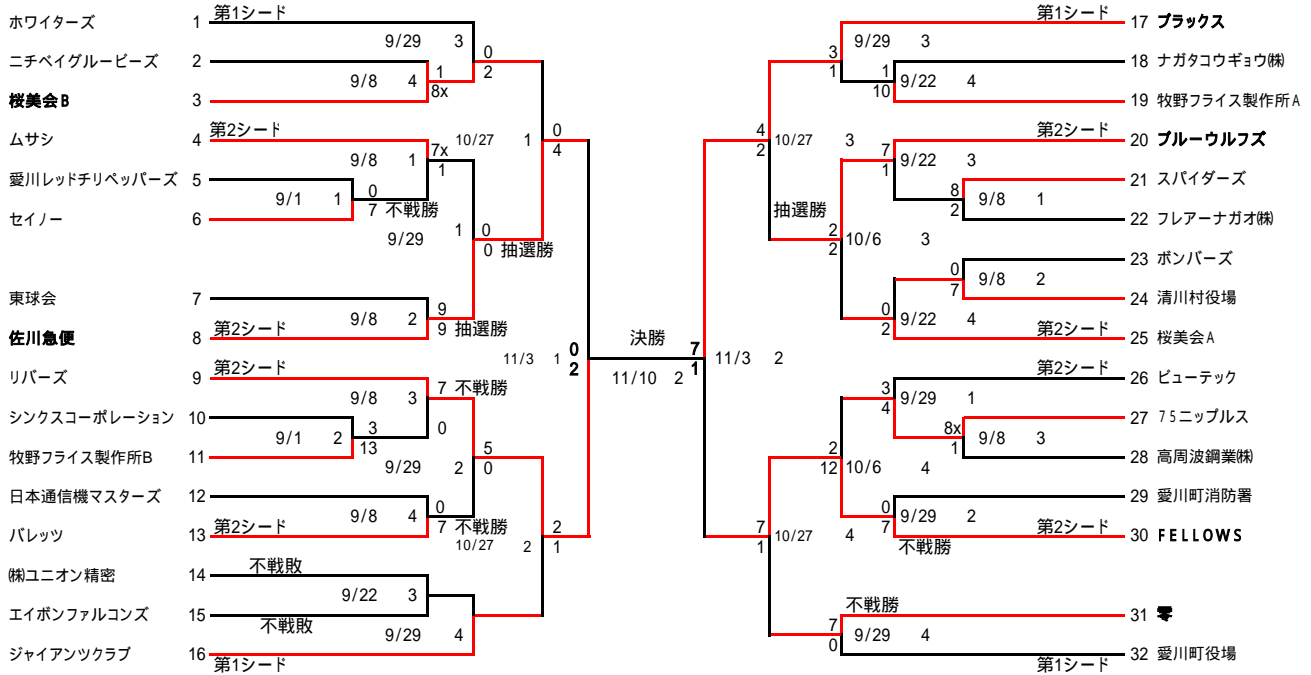 ホワイターズ 1 第1シード
9/29 3 0
ニチベイグルービーズ 2
2
9/8 4 1
8x
桜美会B 3
ムサシ 4 第2シード
7x 10/27 1 0
4
9/8 1 1
愛川レッドチリペッパーズ 5
9/1 1 0
7 不戦勝
セイノー 6
9/29 1 0
0 抽選勝
東球会 7
9/8 2 9
9 抽選勝
佐川急便 8 第2シード
11/3 1 0
2
リバーズ 9 第2シード
9/8 3 7 不戦勝
0
シンクスコーポレーション 10
9/1 2 3
13
牧野フライス製作所B 11
9/29 2 5
0
日本通信機マスターズ 12
9/8 4 0
7 不戦勝
バレッツ 13 第2シード
10/27 2 2
1
㈱ユニオン精密 14 不戦敗
9/22 3
エイボンファルコンズ 15 不戦敗
9/29 4
ジャイアンツクラブ 16 第1シード
決勝
11/10 2
7
1 11/3 2
第1シード 17 ブラックス
3
1 9/29 3
18 ナガタコウギョウ㈱
1
10 9/22 4
19 牧野フライス製作所A
4
2 10/27 3
第2シード 20 ブルーウルフズ
7
1 9/22 3
21 スパイダーズ
8
2 9/8 1
抽選勝
22 フレアーナガオ㈱
2
2 10/6 3
23 ボンバーズ
0
7 9/8 2
24 清川村役場
0
2 9/22 4
第2シード 25 桜美会A
第2シード 26 ビューテック
3
4 9/29 1
27 75ニップルス
8x
1 9/8 3
28 高周波鋼業㈱
2
12 10/6 4
29 愛川町消防署
0
7 9/29 2
不戦勝
第2シード 30 FELLOWS
7
1 10/27 4
不戦勝
31 零
7
0 9/29 4
第1シード 32 愛川町役場